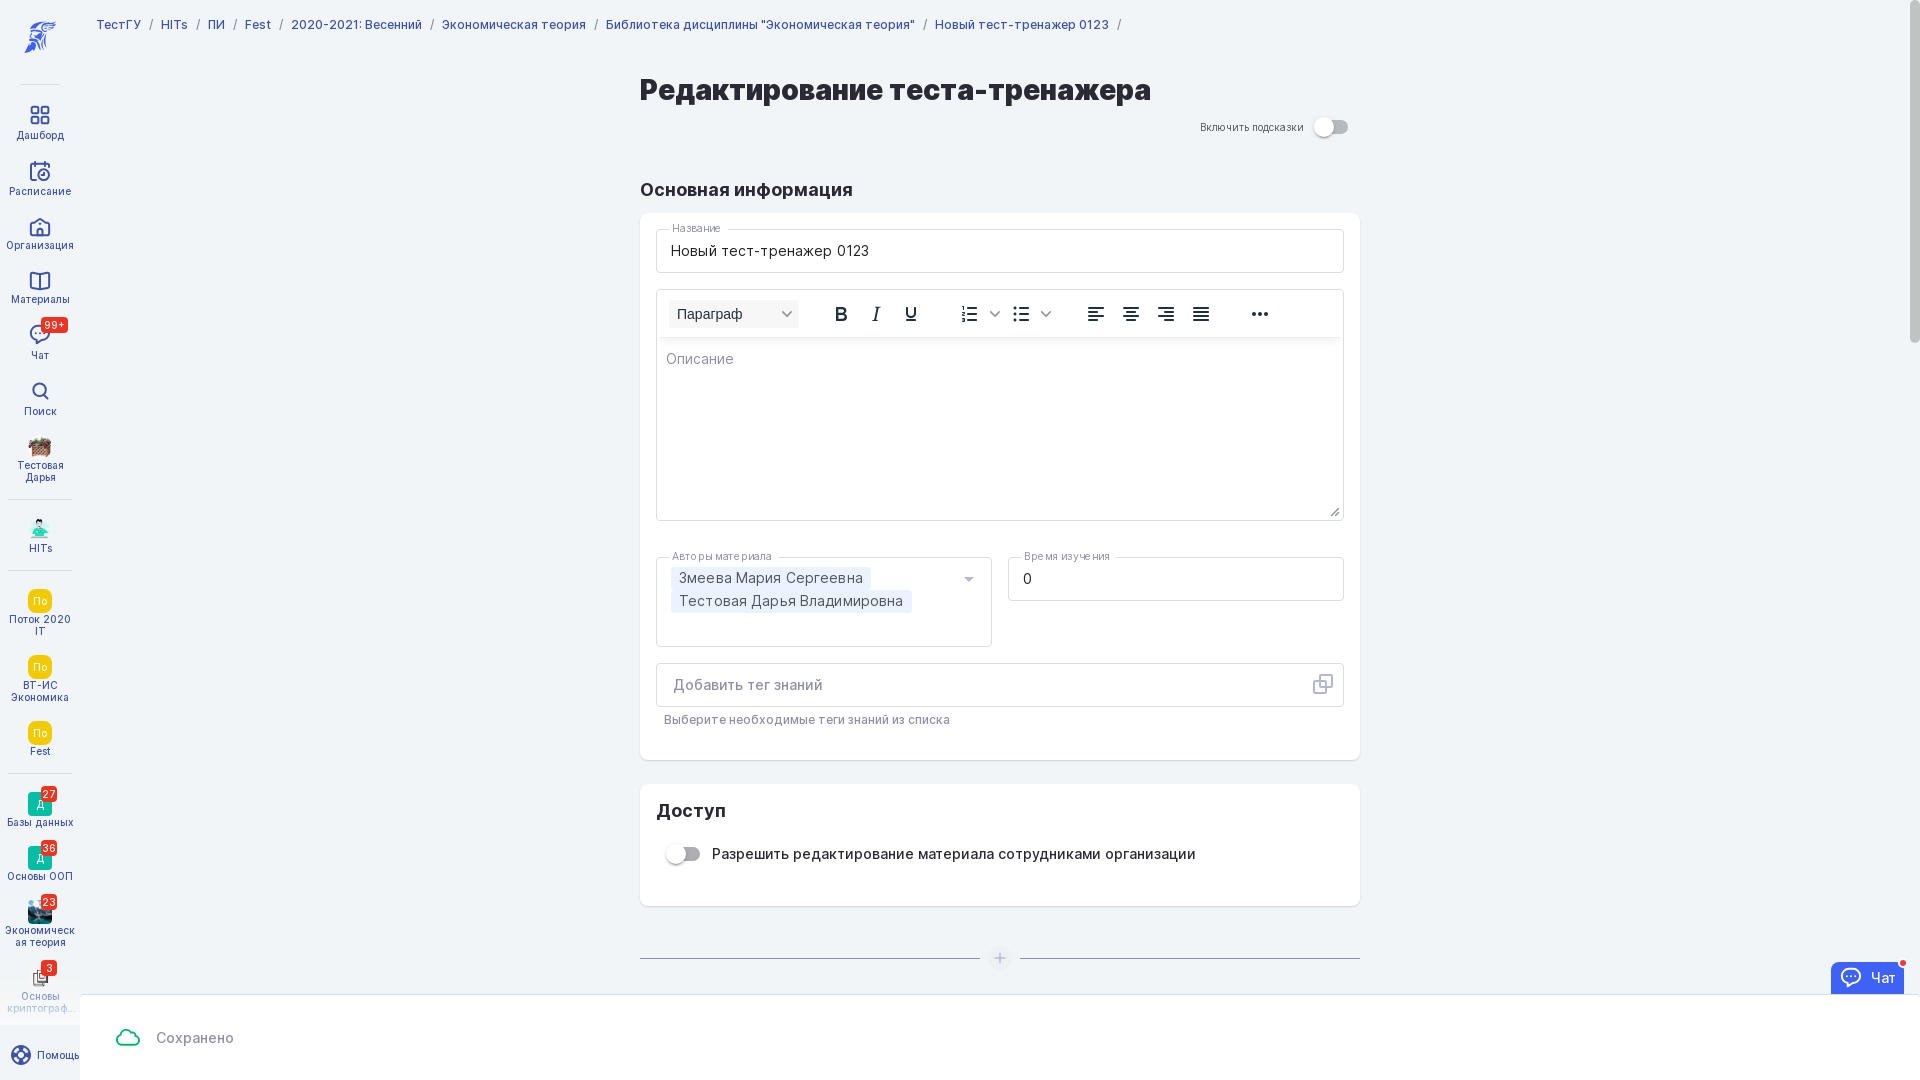 ТестГУ / HITs / ПИ / Fest / 2020-2021: Весенний / Экономическая теория / Библиотека дисциплины "Экономическая теория" / Новый тест-тренажер 0123 /
Дашборд
Расписание
Организация
Материалы
99+
Чат
Поиск
Тестовая
Дарья
HITs
По
Поток 2020
IT
По
ВТ-ИС
Экономика
По
Fest
27
Д
Базы данных
36
Д
Основы ООП
23
Экономическ
ая теория
3
Основы
криптограф...
Помощь
Редактирование теста-тренажера
Включить подсказки
Основная информация
Название
Новый тест-тренажер 0123
Параграф
Описание
Авторы материала
Змеева Мария Сергеевна
Тестовая Дарья Владимировна
Время изучения
0
Добавить тег знаний
Выберите необходимые теги знаний из списка
Доступ
Разрешить редактирование материала сотрудниками организации
Чат
Сохранено